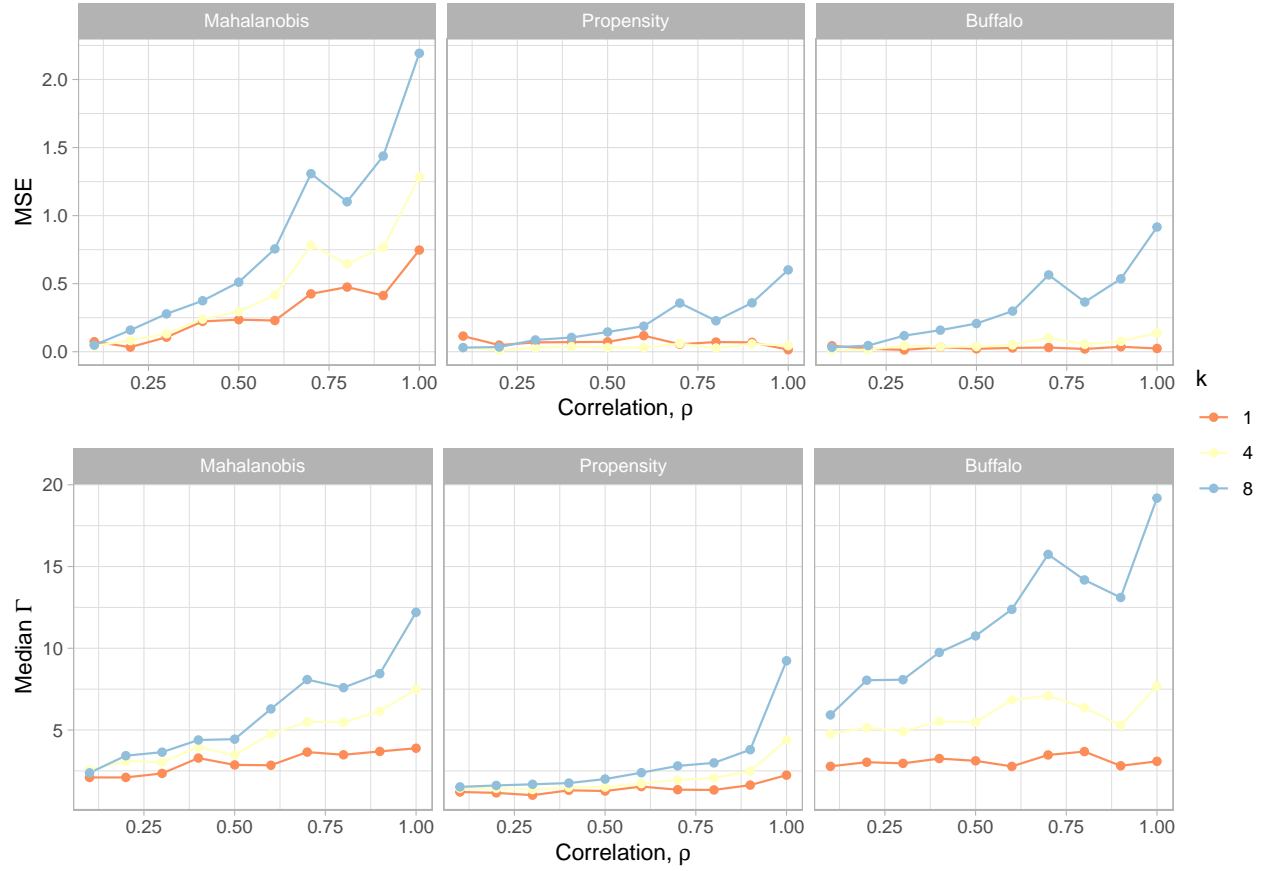 Mahalanobis Propensity Buffalo
MSE
2.0
1.5
1.0
0.5
0.0
0.25 0.50 0.75 1.00 0.25 0.50 0.75 1.00 0.25 0.50 0.75 1.00
Correlation, ρ
k
1
4
8
Mahalanobis Propensity Buffalo
Median Γ
20
15
10
5
0.25 0.50 0.75 1.00 0.25 0.50 0.75 1.00 0.25 0.50 0.75 1.00
Correlation, ρ